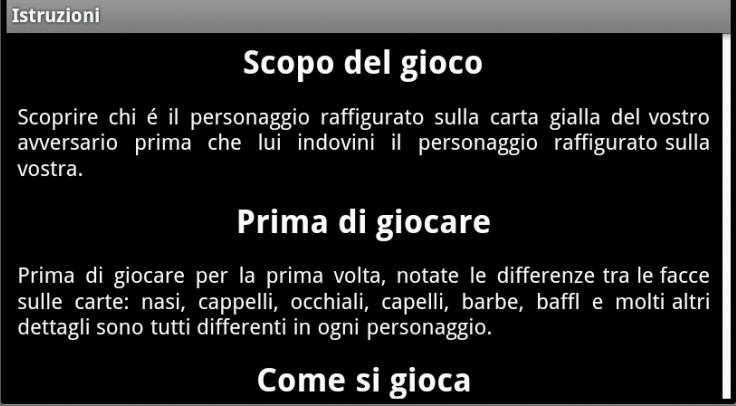 Istruzioni
Scopo del gioco
Scoprire chi é il personaggio raffigurato sulla carta gialla del vostro
avversario prima che lui indovini il personaggio raffigurato sulla
vostra.
Prima di giocare
Prima di giocare per la prima volta, notate le differenze tra le facce
sulle carte: nasi, cappelli, occhiali, capelli, barbe, baffl e molti altri
dettagli sono tutti differenti in ogni personaggio.
Come si gioca